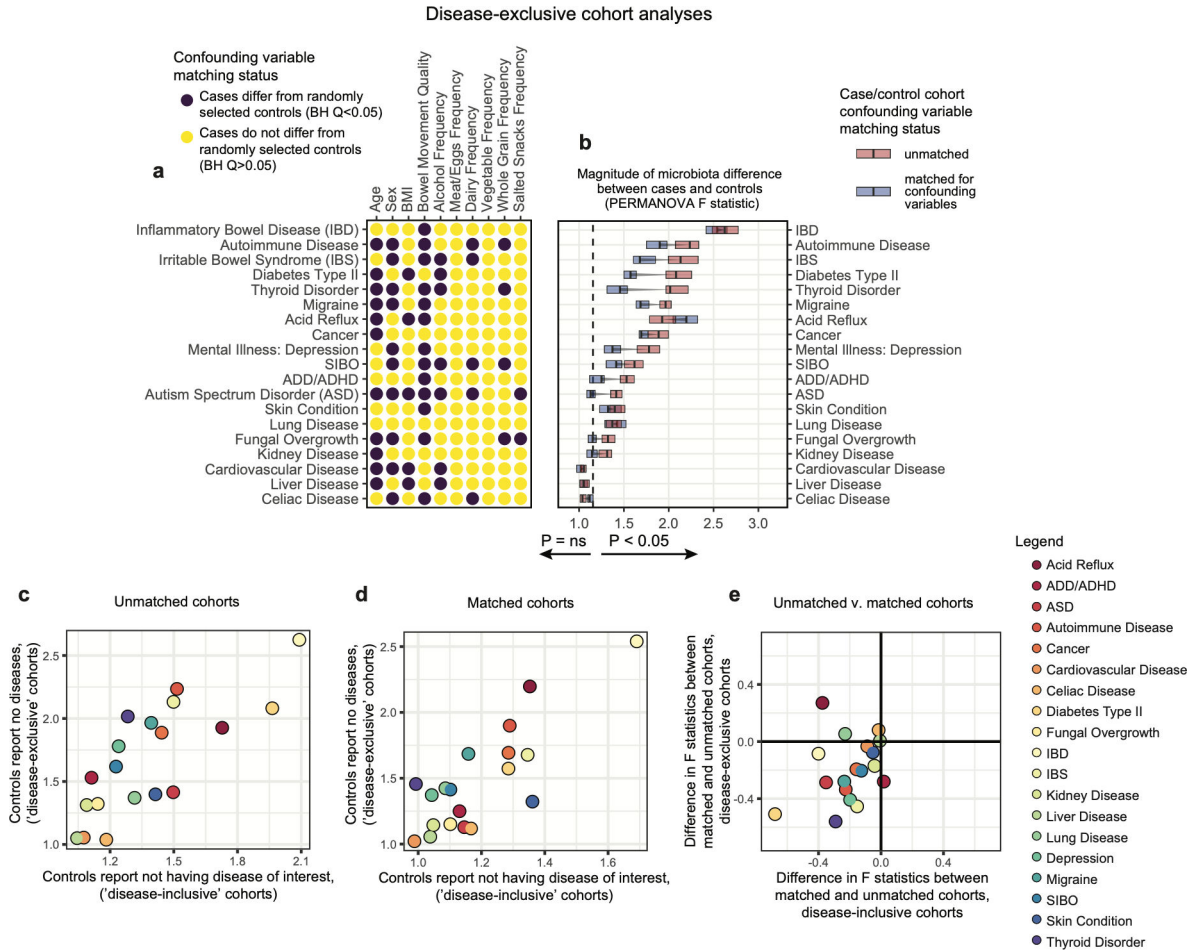 Disease-exclusive cohort analyses
Confounding variable
matching status
Cases differ from randomly
selected controls (BH Q<0.05)
Cases do not differ from
randomly selected controls
(BH Q>0.05)
a
Age
Sex
BMI
Bowel Movement Quality
Alcohol Frequency
Meat/Eggs Frequency
Dairy Frequency
Vegetable Frequency
Whole Grain Frequency
Salted Snacks Frequency
Inflammatory Bowel Disease (IBD)
Autoimmune Disease
Irritable Bowel Syndrome (IBS)
Diabetes Type II
Thyroid Disorder
Migraine
Acid Reflux
Cancer
Mental Illness: Depression
SIBO
ADD/ADHD
Autism Spectrum Disorder (ASD)
Skin Condition
Lung Disease
Fungal Overgrowth
Kidney Disease
Cardiovascular Disease
Liver Disease
Celiac Disease
b
Magnitude of microbiota difference
between cases and controls
(PERMANOVA F statistic)
Case/control cohort
confounding variable
matching status
unmatched
matched for
confounding
variables
IBD
Autoimmune Disease
IBS
Diabetes Type II
Thyroid Disorder
Migraine
Acid Reflux
Cancer
Mental Illness: Depression
SIBO
ADD/ADHD
ASD
Skin Condition
Lung Disease
Fungal Overgrowth
Kidney Disease
Cardiovascular Disease
Liver Disease
Celiac Disease
1.0 1.5 2.0 2.5 3.0
P = ns P < 0.05
c
Unmatched cohorts
Controls report no diseases,
('disease-exclusive' cohorts)
2.5
2.0
1.5
1.0
1.2 1.5 1.8 2.1
Controls report not having disease of interest,
('disease-inclusive' cohorts)
d
Matched cohorts
Controls report no diseases,
('disease-exclusive' cohorts)
2.5
2.0
1.5
1.0
1.0 1.2 1.4 1.6
Controls report not having disease of interest,
('disease-inclusive' cohorts)
e
Unmatched v. matched cohorts
Difference in F statistics between
matched and unmatched cohorts,
disease-exclusive cohorts
0.4
0.0
-0.4
-0.4 0.0 0.4
Difference in F statistics between
matched and unmatched cohorts,
disease-inclusive cohorts
Legend
Acid Reflux
ADD/ADHD
ASD
Autoimmune Disease
Cancer
Cardiovascular Disease
Celiac Disease
Diabetes Type II
Fungal Overgrowth
IBD
IBS
Kidney Disease
Liver Disease
Lung Disease
Depression
Migraine
SIBO
Skin Condition
Thyroid Disorder